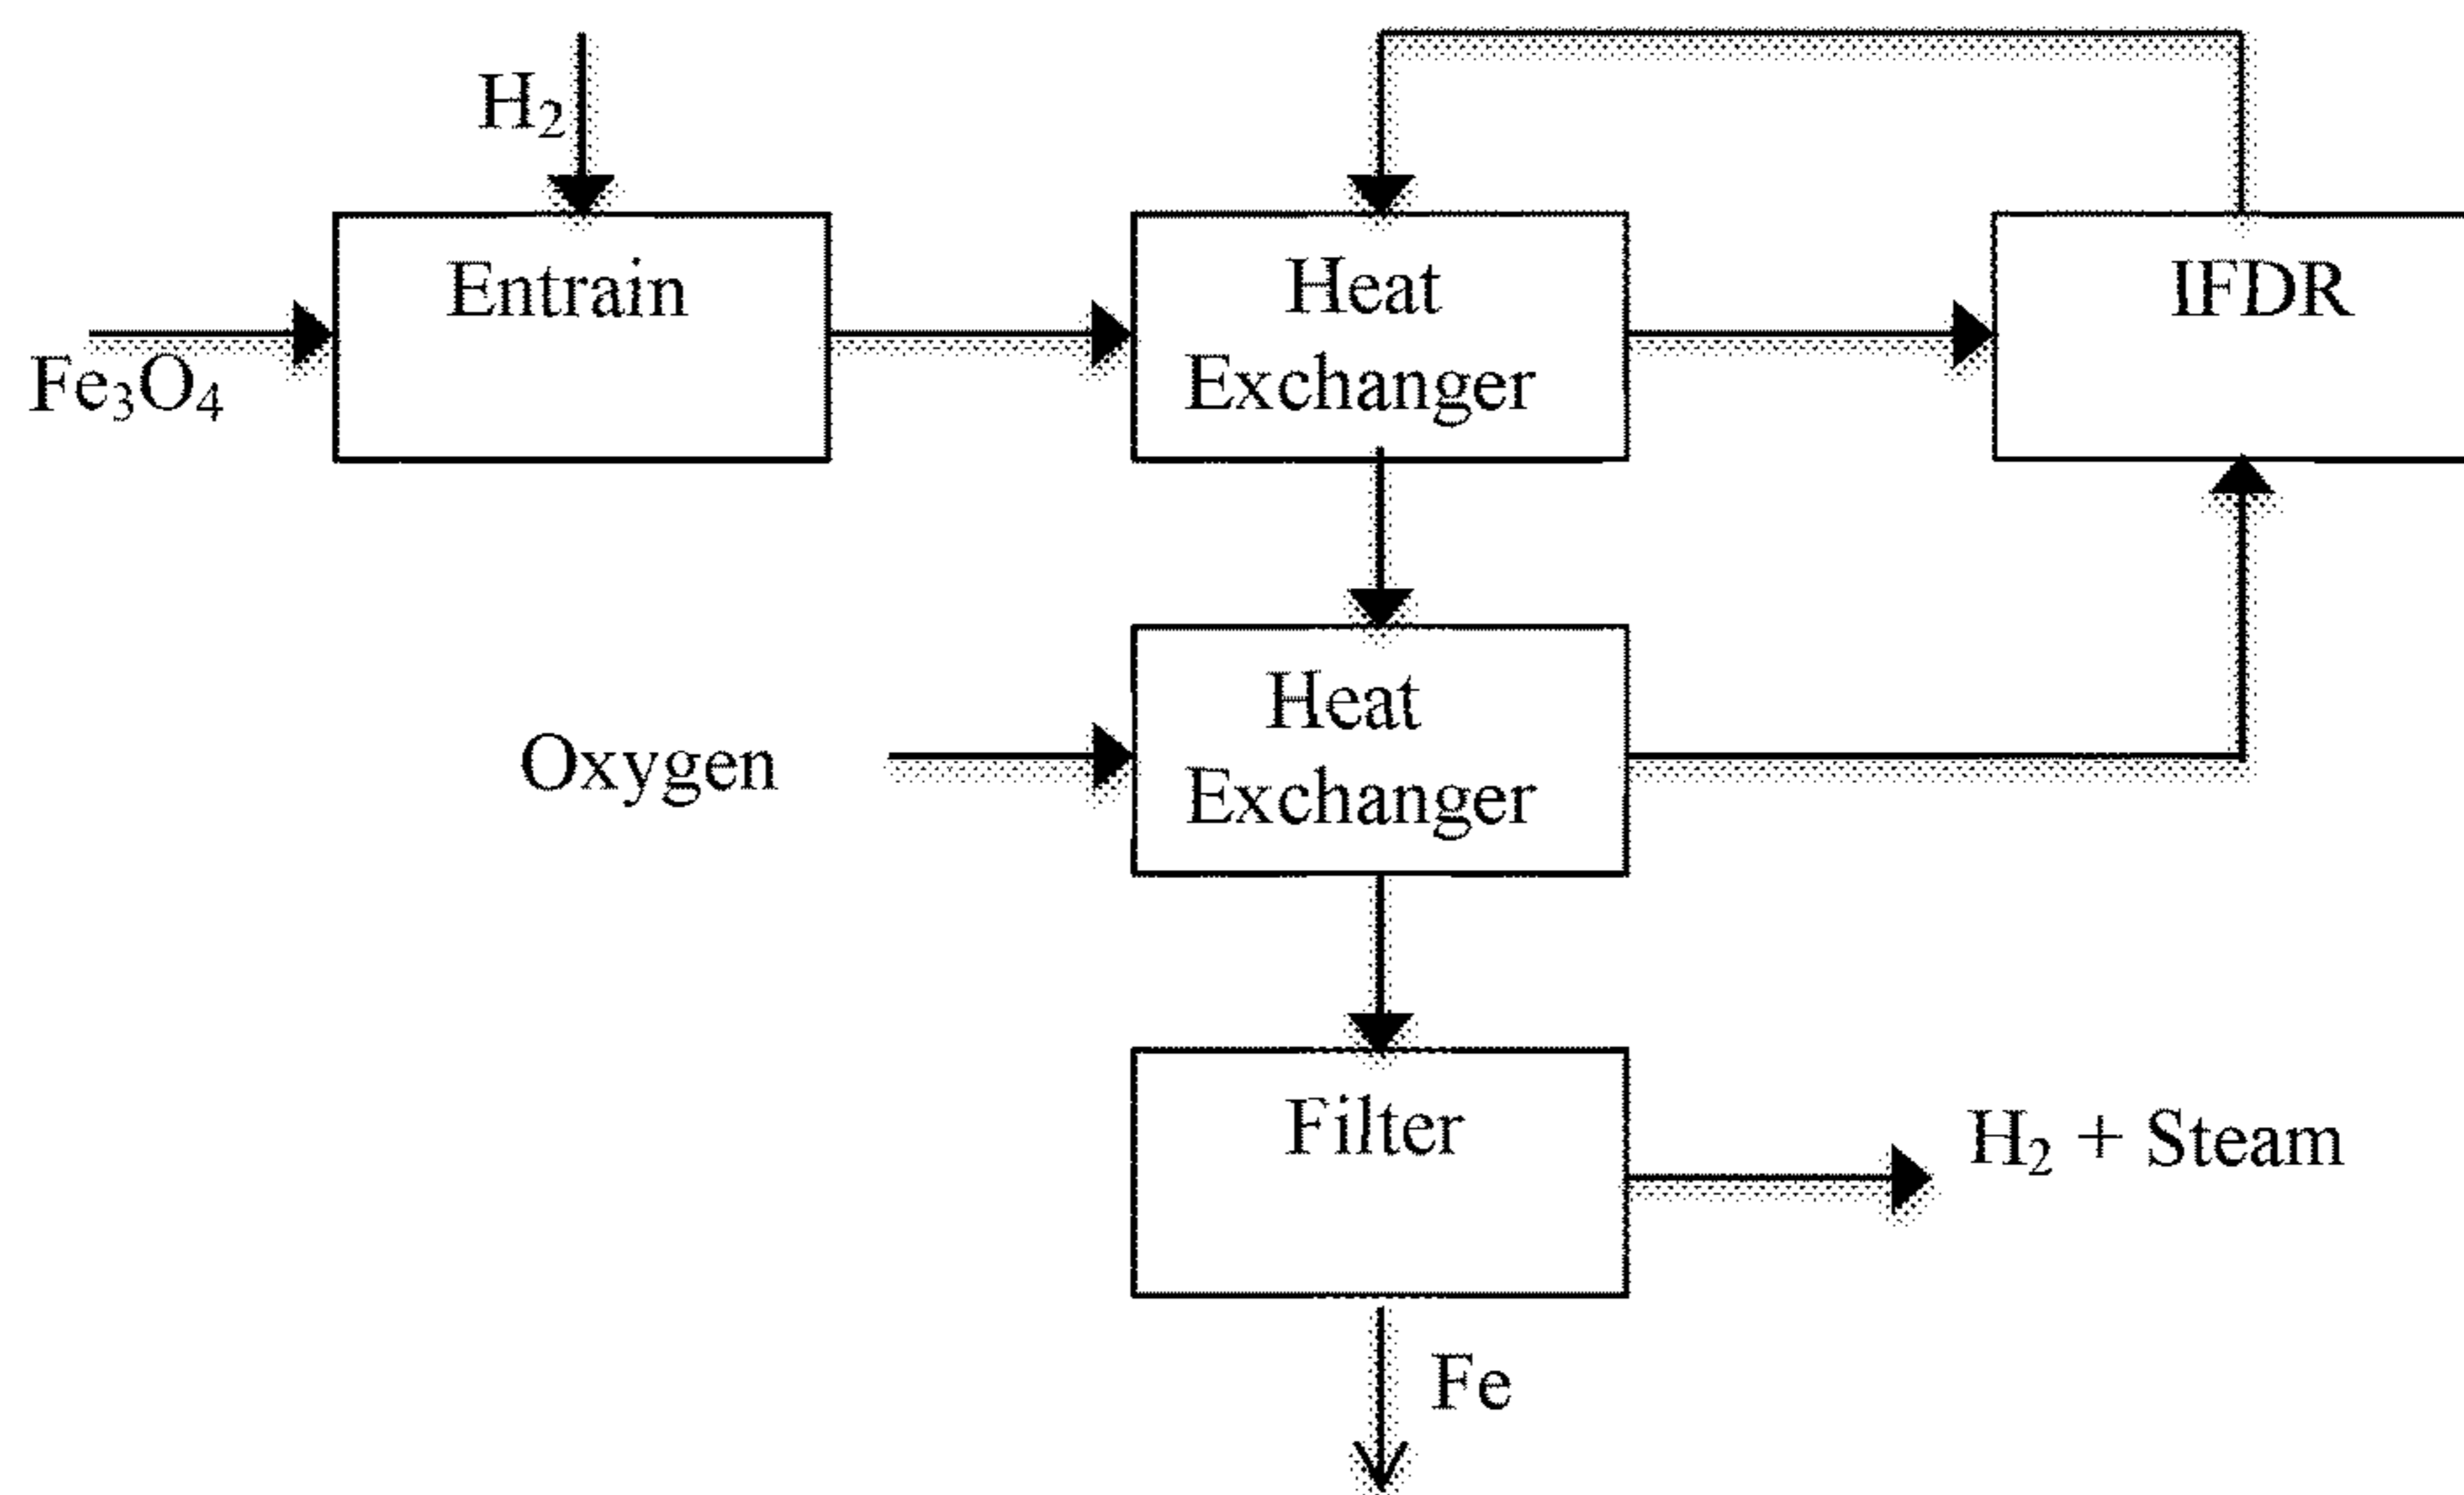 H₂
Entrain
Heat
Exchanger
IFDR
Fe₃O₄
Heat
Exchanger
Oxygen
Filter
H₂ + Steam
Fe